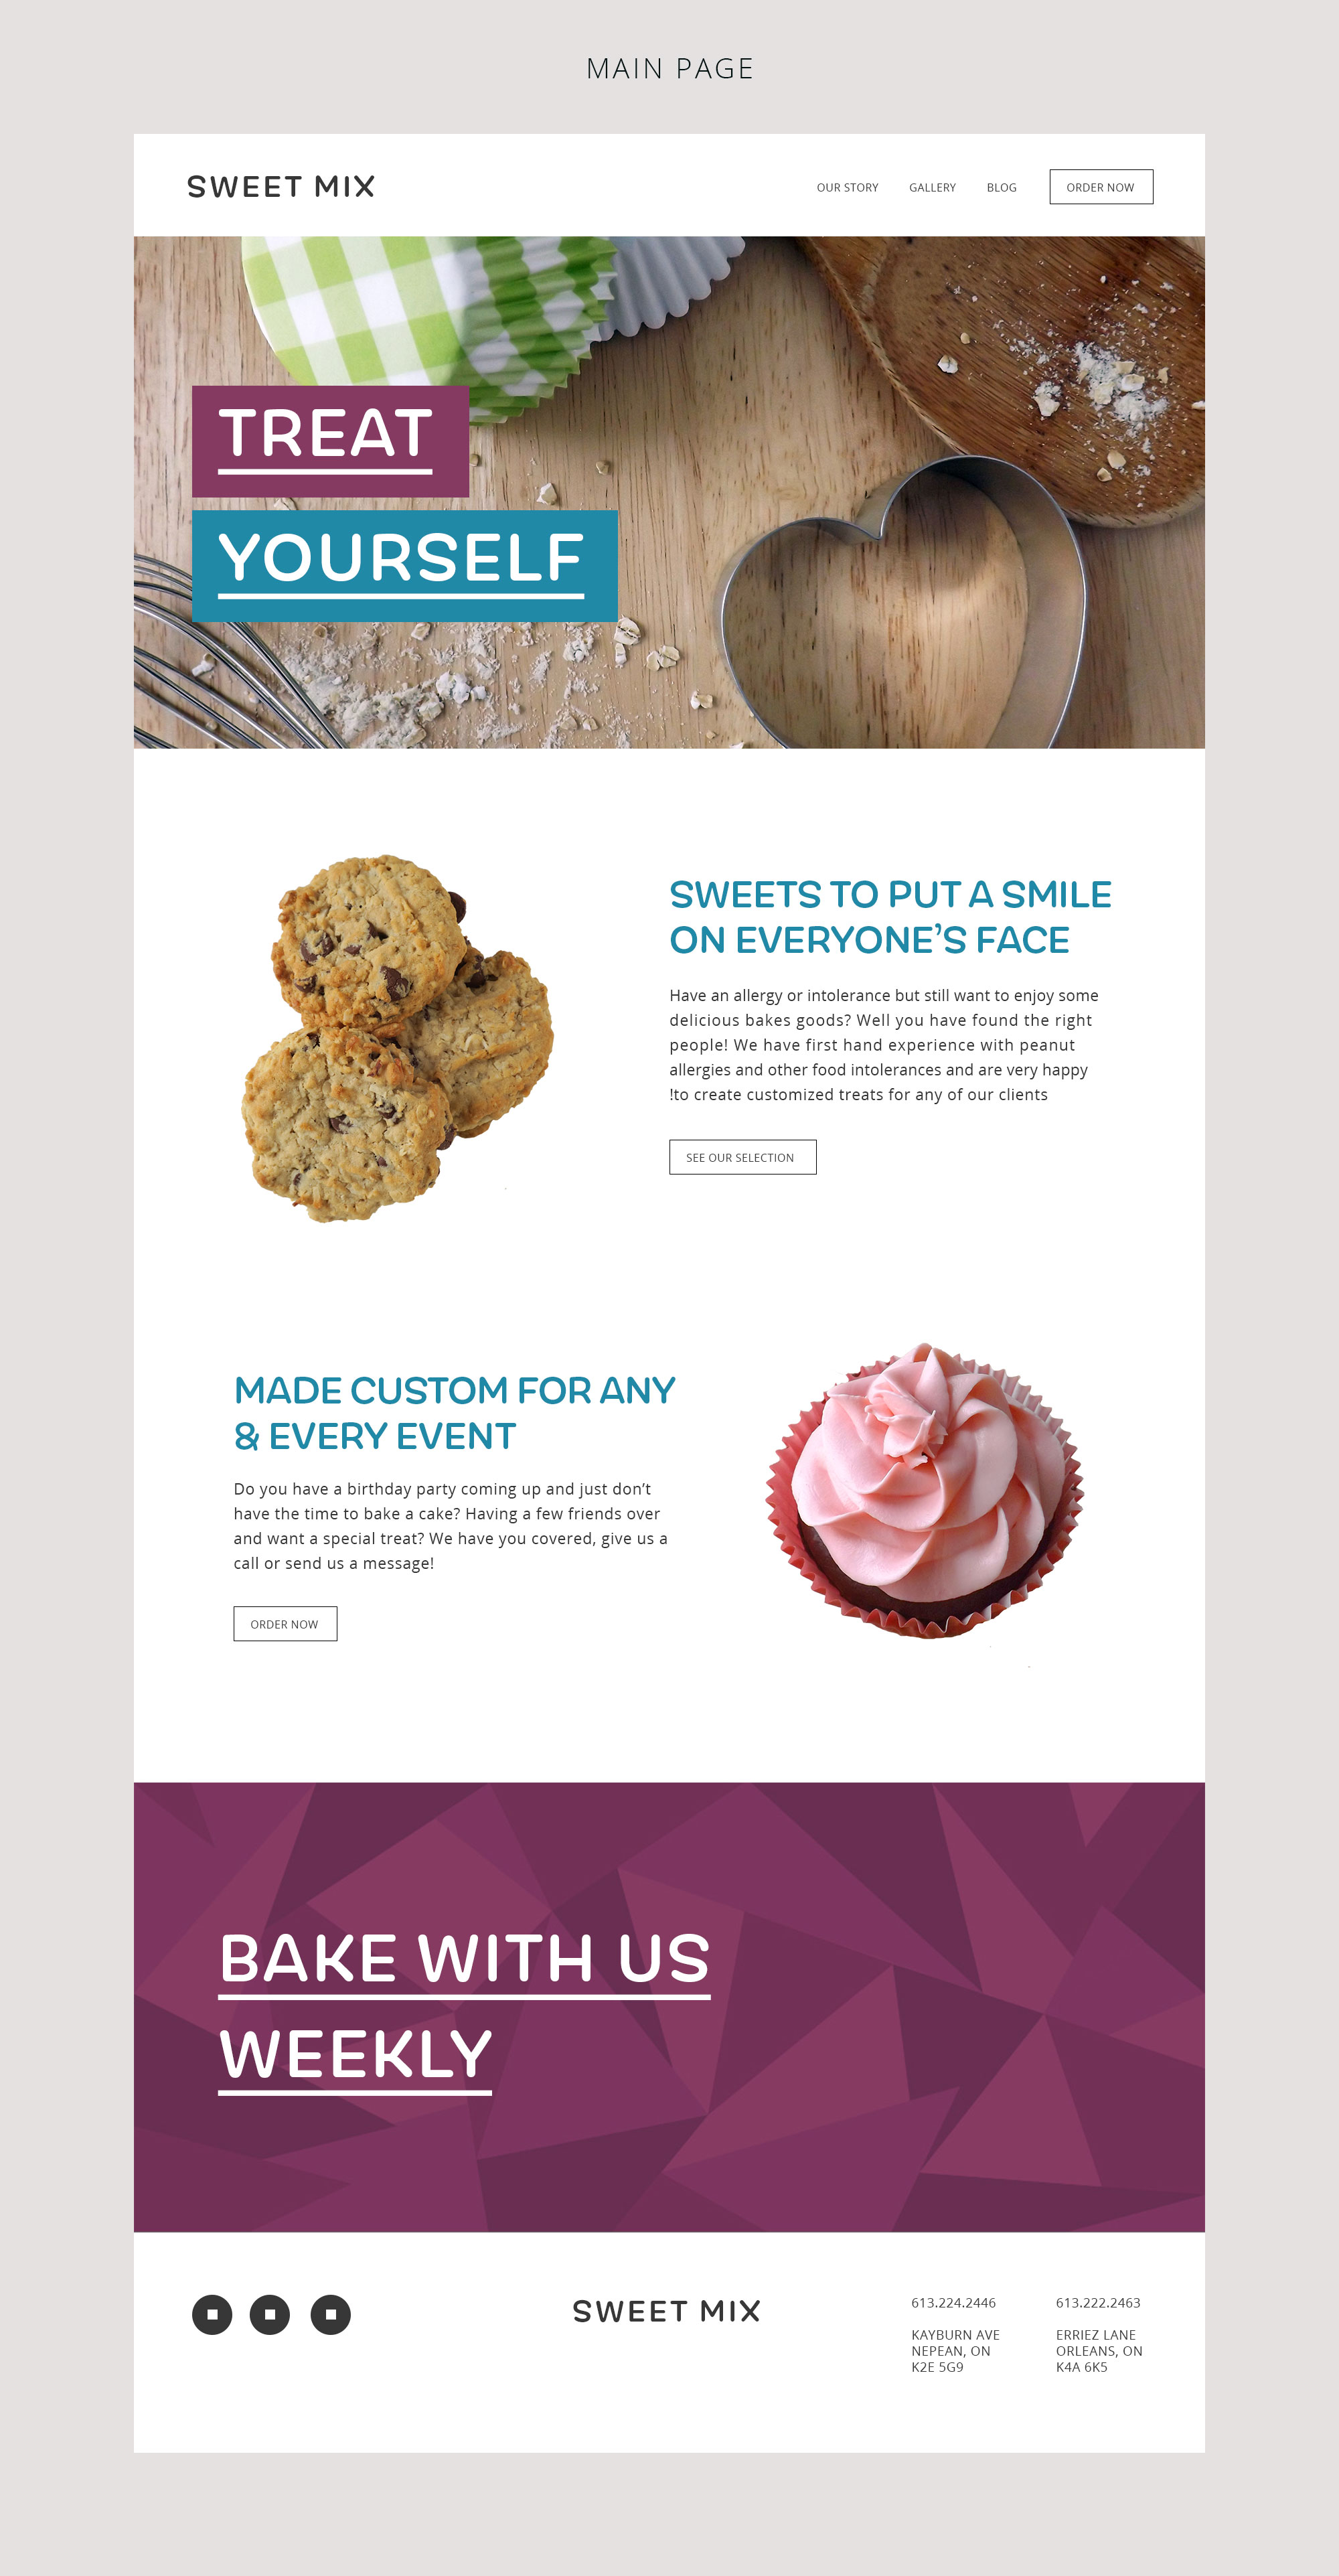 MAIN PAGE
SWEET MIX
OUR STORY GALLERY BLOG ORDER NOW
TREAT
YOURSELF
SWEETS TO PUT A SMILE
ON EVERYONE’S FACE
Have an allergy or intolerance but still want to enjoy some
delicious bakes goods? Well you have found the right
people! We have first hand experience with peanut
allergies and other food intolerances and are very happy
!to create customized treats for any of our clients
SEE OUR SELECTION
MADE CUSTOM FOR ANY
& EVERY EVENT
Do you have a birthday party coming up and just don’t
have the time to bake a cake? Having a few friends over
and want a special treat? We have you covered, give us a
call or send us a message!
ORDER NOW
BAKE WITH US
WEEKLY
SWEET MIX
613.224.2446
KAYBURN AVE
NEPEAN, ON
K2E 5G9
613.222.2463
ERRIEZ LANE
ORLEANS, ON
K4A 6K5